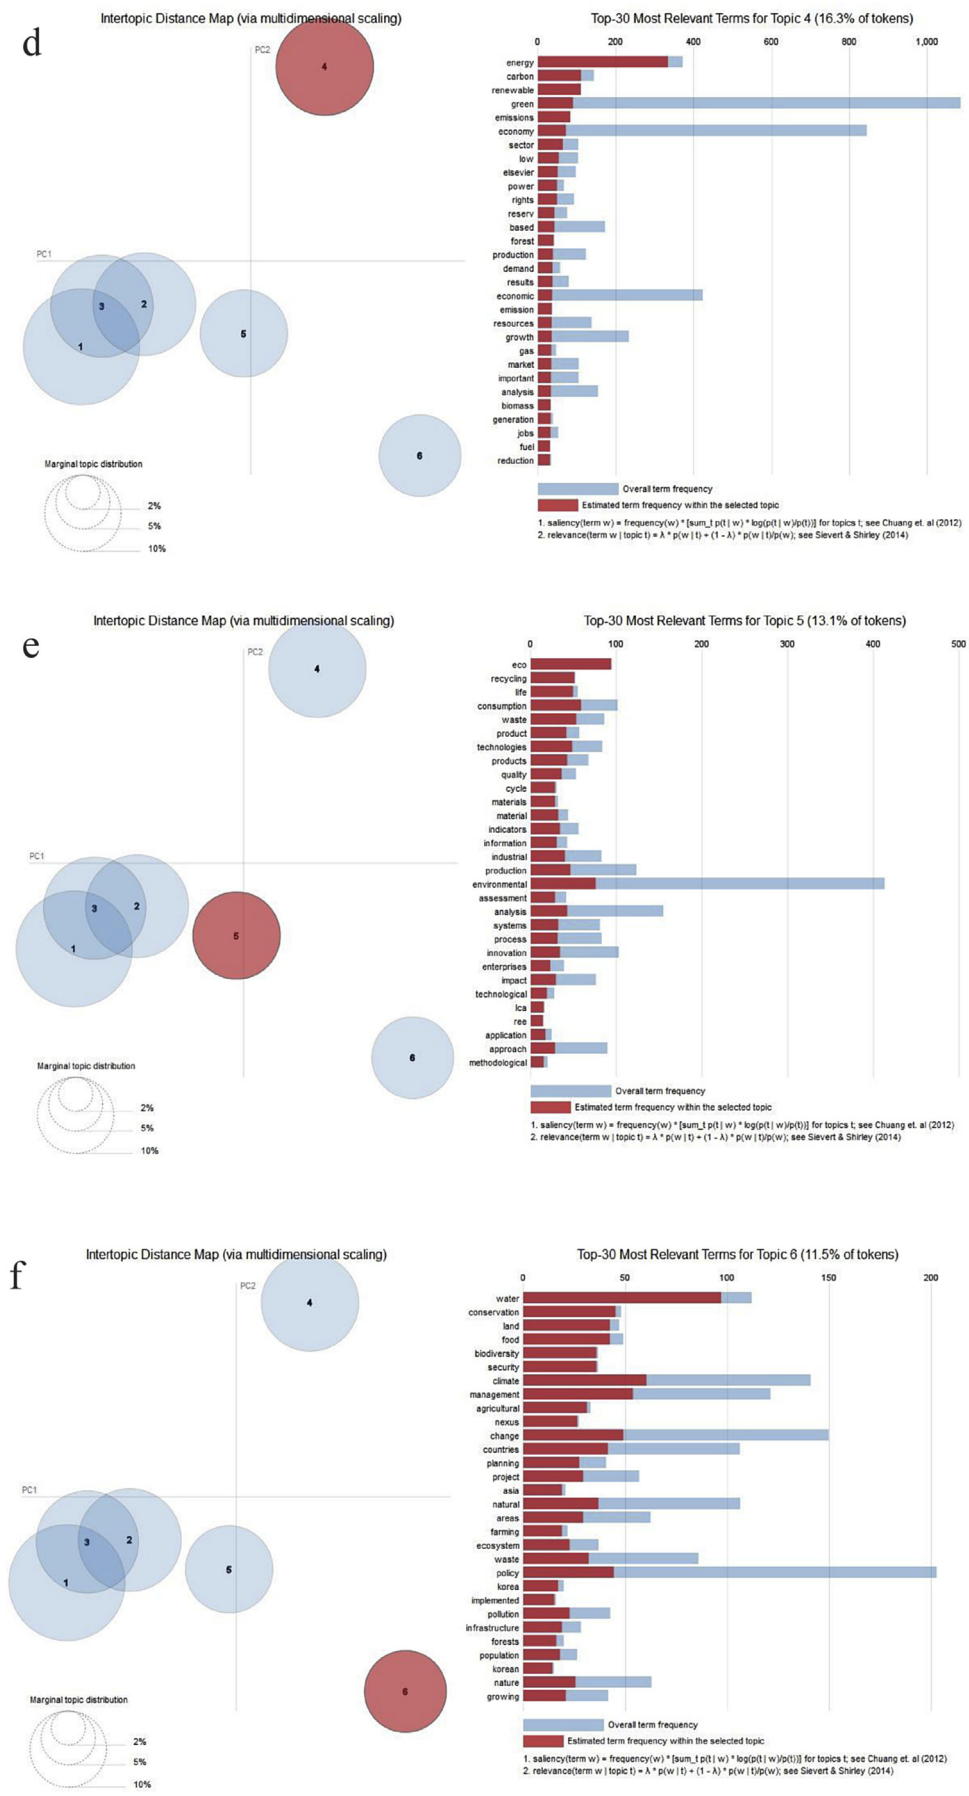 d
Intertopic Distance Map (via multidimensional scaling)
PC2
4
PC1
3
2
1
5
6
Marginal topic distribution
2%
5%
10%
Top-30 Most Relevant Terms for Topic 4 (16.3% of tokens)
0 200 400 600 800 1,000
energy
carbon
renewable
green
emissions
economy
sector
low
elsevier
power
rights
reserv
based
forest
production
demand
results
economic
emission
resources
growth
gas
market
important
analysis
biomass
generation
jobs
fuel
reduction
Overall term frequency
Estimated term frequency within the selected topic
1. saliency(term w) = frequency(w) * [sum_t p(t | w) * log(p(t | w)/p(t))] for topics t; see Chuang et. al (2012)
2. relevance(term w | topic t) = λ * p(w | t) + (1 - λ) * p(w | t)/p(w); see Sievert & Shirley (2014)
e
Intertopic Distance Map (via multidimensional scaling)
PC2
4
PC1
3
2
1
5
6
Marginal topic distribution
2%
5%
10%
Top-30 Most Relevant Terms for Topic 5 (13.1% of tokens)
0 100 200 300 400 500
eco
recycling
life
consumption
waste
product
technologies
products
quality
cycle
materials
material
indicators
information
industrial
production
environmental
assessment
analysis
systems
process
innovation
enterprises
impact
technological
lca
ree
application
approach
methodological
Overall term frequency
Estimated term frequency within the selected topic
1. saliency(term w) = frequency(w) * [sum_t p(t | w) * log(p(t | w)/p(t))] for topics t; see Chuang et. al (2012)
2. relevance(term w | topic t) = λ * p(w | t) + (1 - λ) * p(w | t)/p(w); see Sievert & Shirley (2014)
f
Intertopic Distance Map (via multidimensional scaling)
PC2
4
PC1
3
2
1
5
6
Marginal topic distribution
2%
5%
10%
Top-30 Most Relevant Terms for Topic 6 (11.5% of tokens)
0 50 100 150 200
water
conservation
land
food
biodiversity
security
climate
management
agricultural
nexus
change
countries
planning
project
asia
natural
areas
farming
ecosystem
waste
policy
korea
implemented
pollution
infrastructure
forests
population
korean
nature
growing
Overall term frequency
Estimated term frequency within the selected topic
1. saliency(term w) = frequency(w) * [sum_t p(t | w) * log(p(t | w)/p(t))] for topics t; see Chuang et. al (2012)
2. relevance(term w | topic t) = λ * p(w | t) + (1 - λ) * p(w | t)/p(w); see Sievert & Shirley (2014)